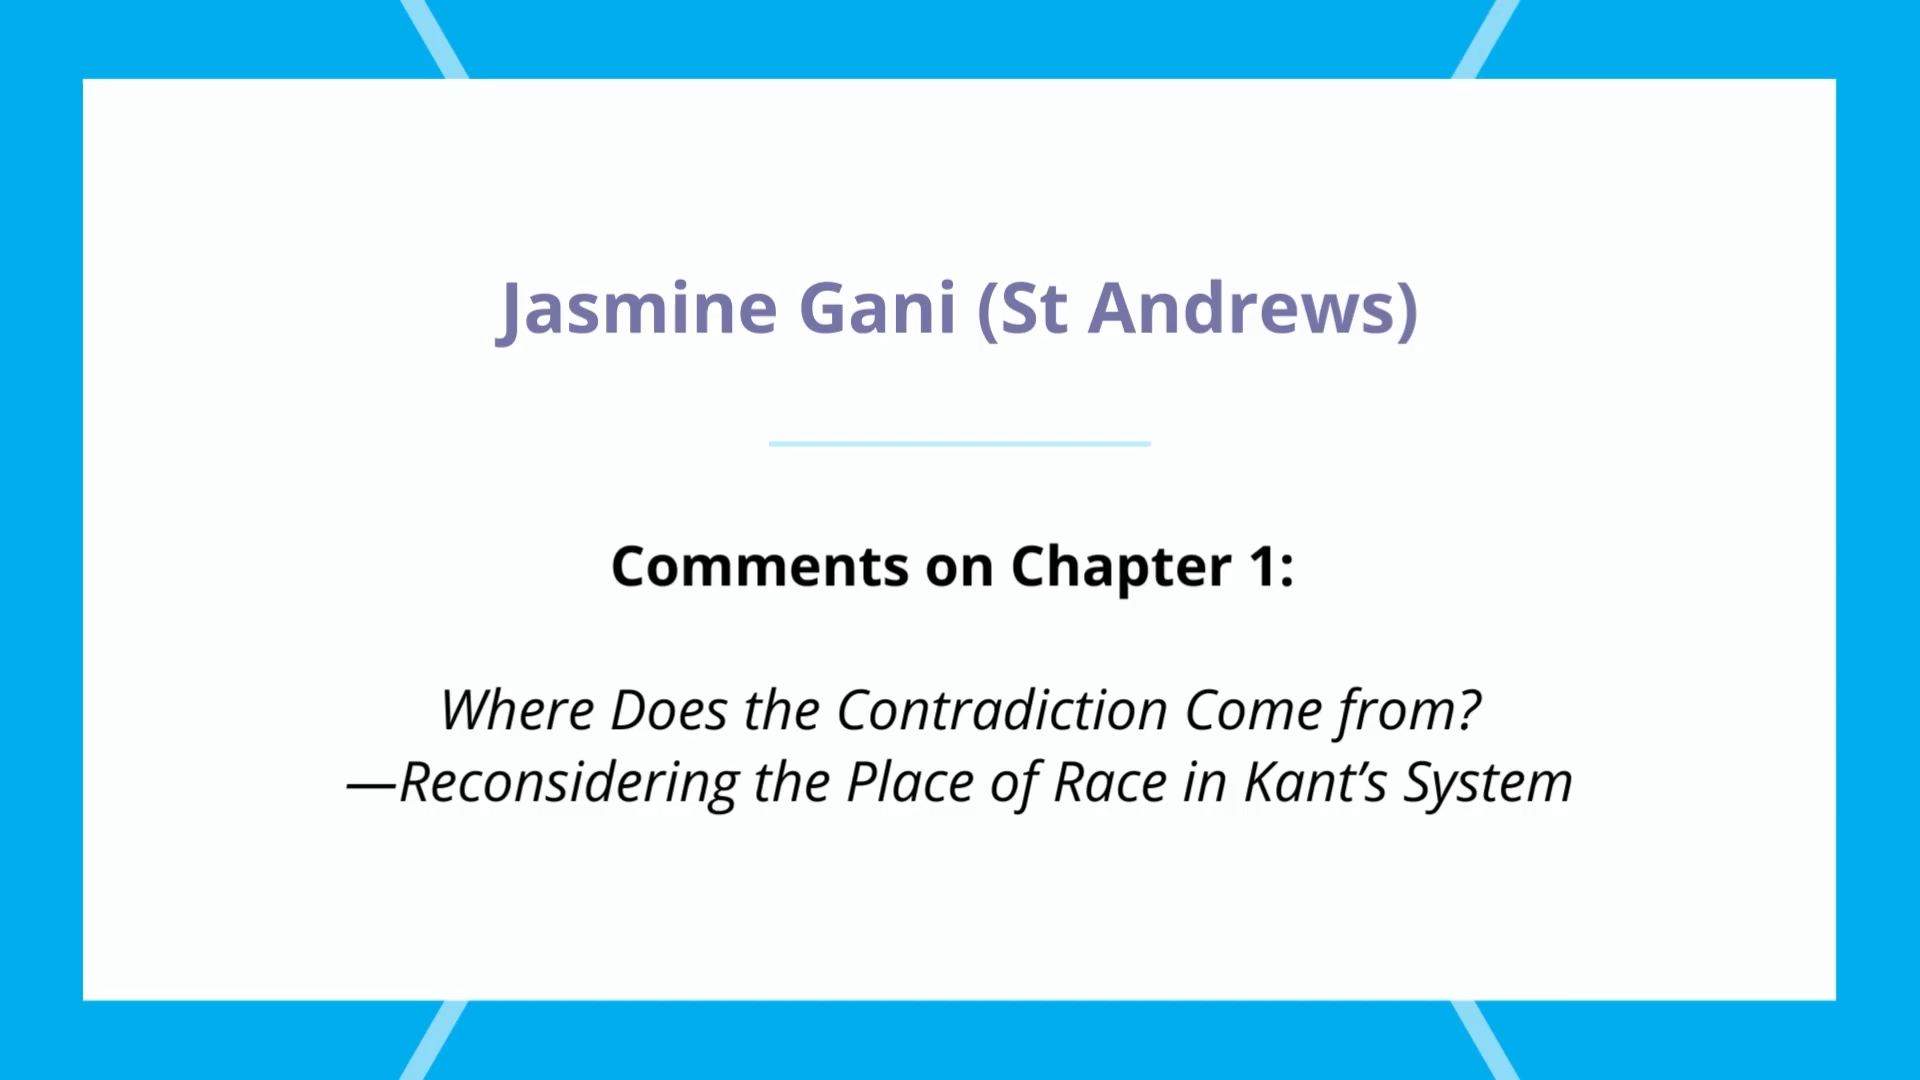 Jasmine Gani (St Andrews)
Comments on Chapter 1:
Where Does the Contradiction Come from?
—Reconsidering the Place of Race in Kant’s System